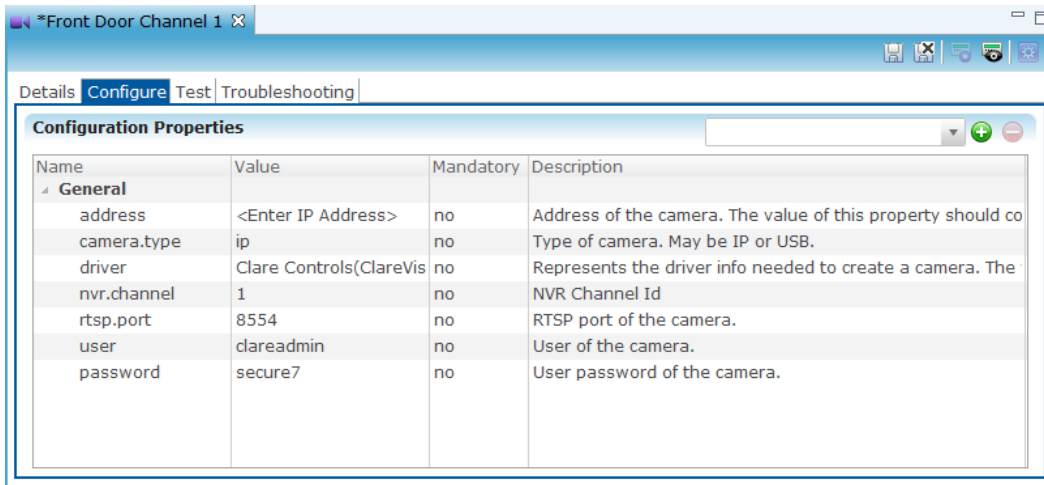 *Front Door Channel 1
Details Configure Test Troubleshooting
Configuration Properties
Name Value Mandatory Description
General
address <Enter IP Address> no Address of the camera. The value of this property should co
camera.type ip no Type of camera. May be IP or USB.
driver Clare Controls(ClareVis no Represents the driver info needed to create a camera. The
nvr.channel 1 no NVR Channel Id
rtsp.port 8554 no RTSP port of the camera.
user clareadmin no User of the camera.
password secure7 no User password of the camera.